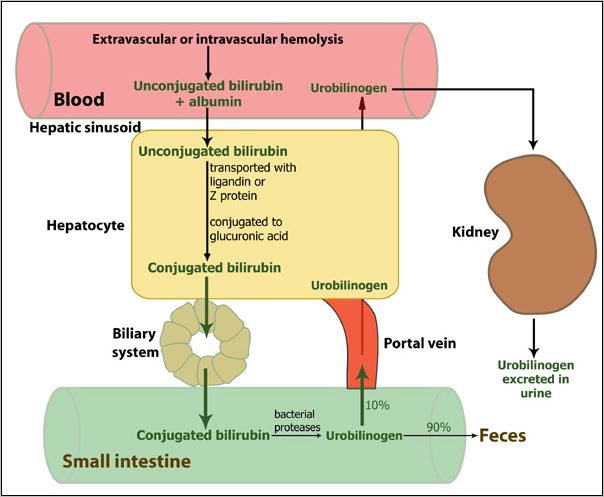 Extravascular or intravascular hemolysis
Unconjugated bilirubin
+ albumin
Urobilinogen
Blood
Hepatic sinusoid
Unconjugated bilirubin
transported with
ligandin or
Z protein
Hepatocyte
conjugated to
glucuronic acid
Kidney
Conjugated bilirubin
Urobilinogen
Biliary
system
Portal vein
Urobilinogen
excreted in
urine
10%
bacterial
proteases
Conjugated bilirubin
Urobilinogen
90%
Feces
Small intestine